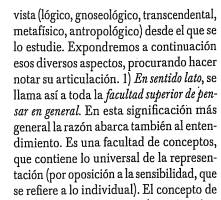 vista (lógico, gnoseológico, transcendental,
metafísico, antropológico) desde el que se
lo estudie. Expondremos a continuación
esos diversos aspectos, procurando hacer
notar su articulación. 1) En sentido lato, se
llama así a toda la facultad superior de pen-
sar en general. En esta significación más
general la razón abarca también al enten-
dimiento. Es una facultad de conceptos,
que contiene lo universal de la represen-
tación (por oposición a la sensibilidad, que
se refiere a lo individual). El concepto de